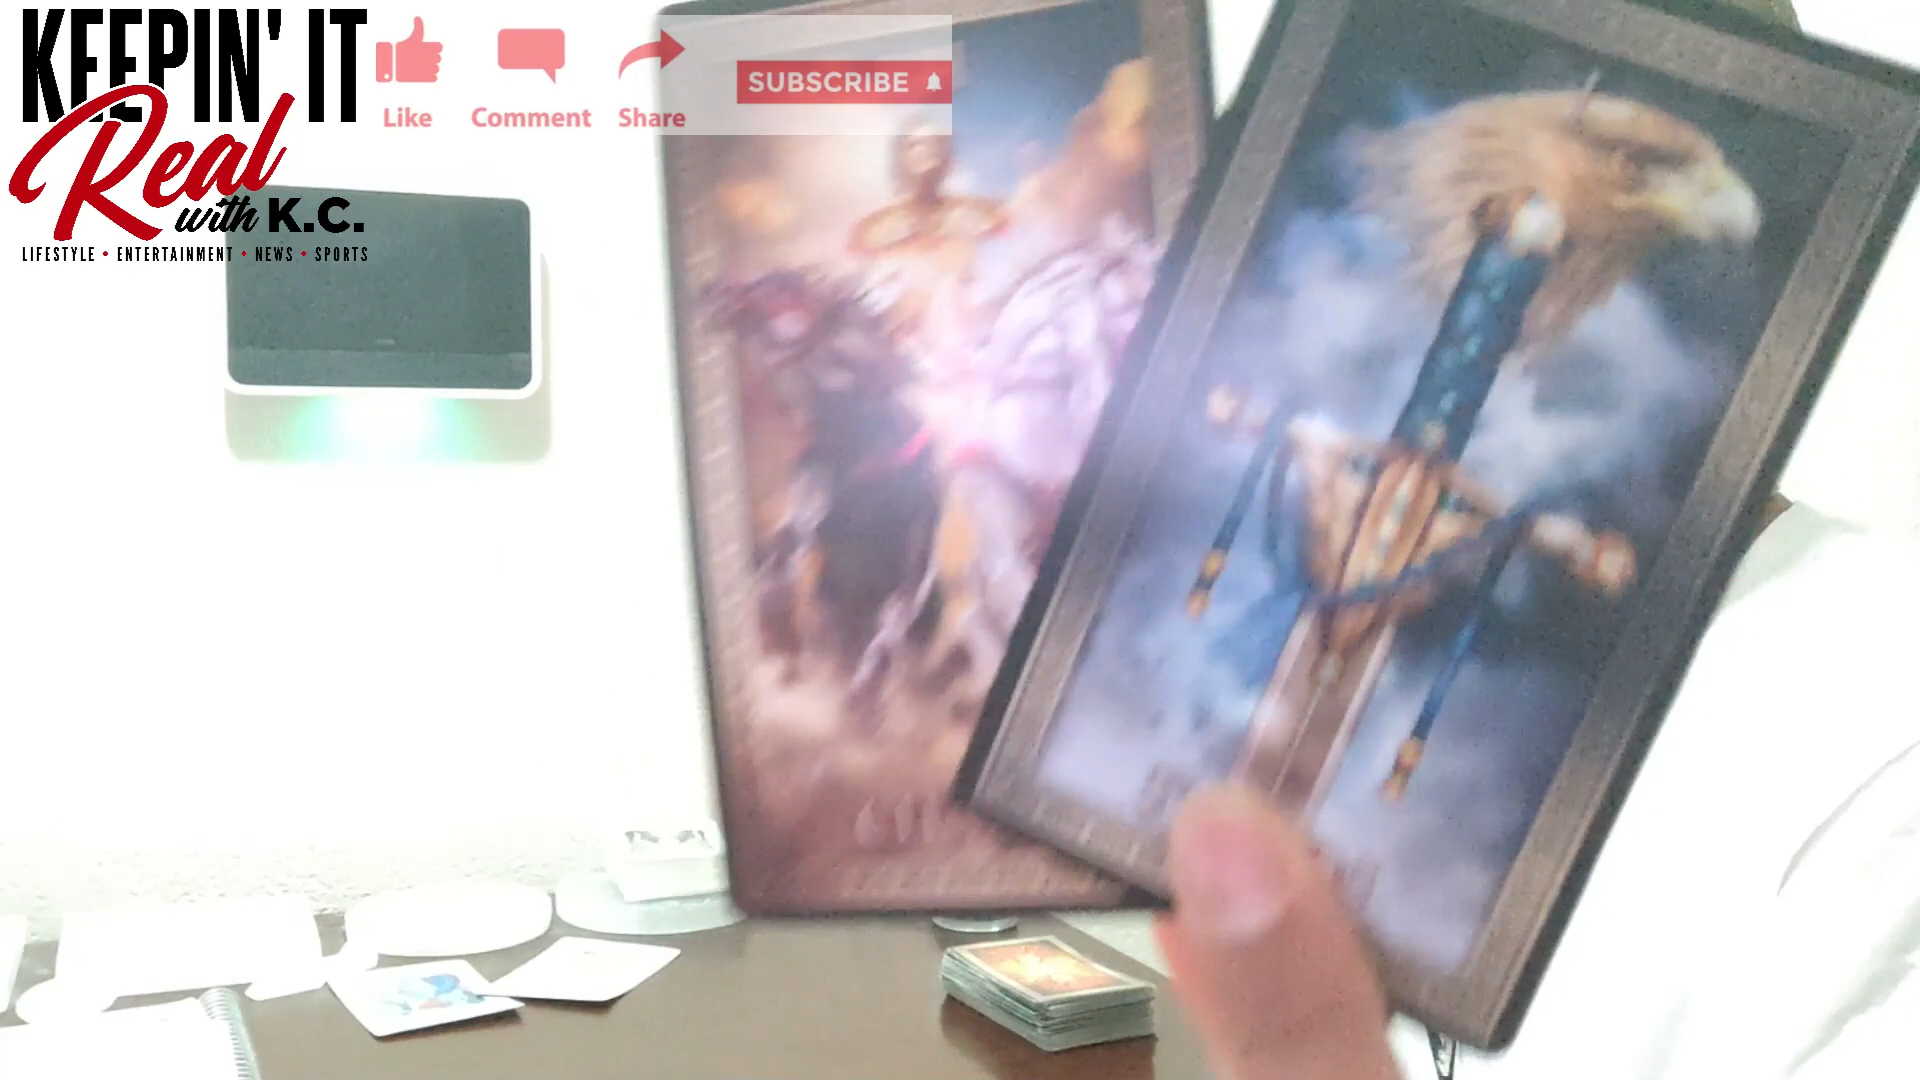 KEEPIN' IT
Real
with K.C.
LIFESTYLE • ENTERTAINMENT • NEWS • SPORTS
Like
Comment
Share
SUBSCRIBE